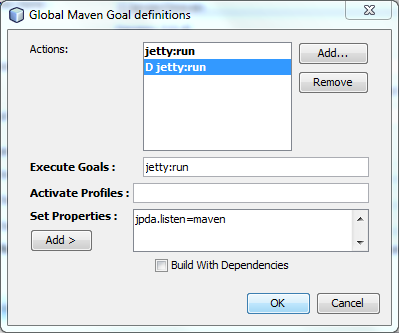 Global Maven Goal definitions
Actions:
jetty:run
D jetty:run
Add...
Remove
Execute Goals :
jetty:run
Activate Profiles :
Set Properties :
jpda.listen=maven
Add >
Build With Dependencies
OK
Cancel